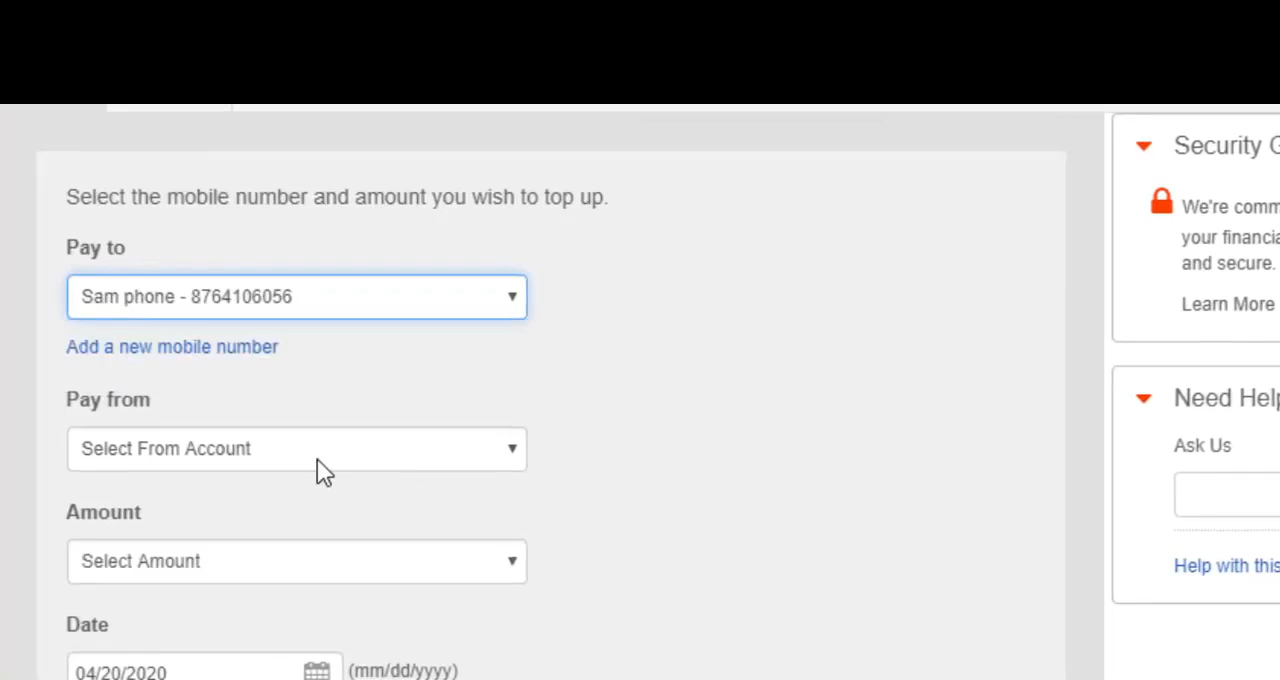 Select the mobile number and amount you wish to top up.
Pay to
Sam phone - 8764106056
Add a new mobile number
Pay from
Select From Account
Amount
Select Amount
Date
04/20/2020 (mm/dd/yyyy)
Security G
We're comm
your financia
and secure.
Learn More
Need Help
Ask Us
Help with this